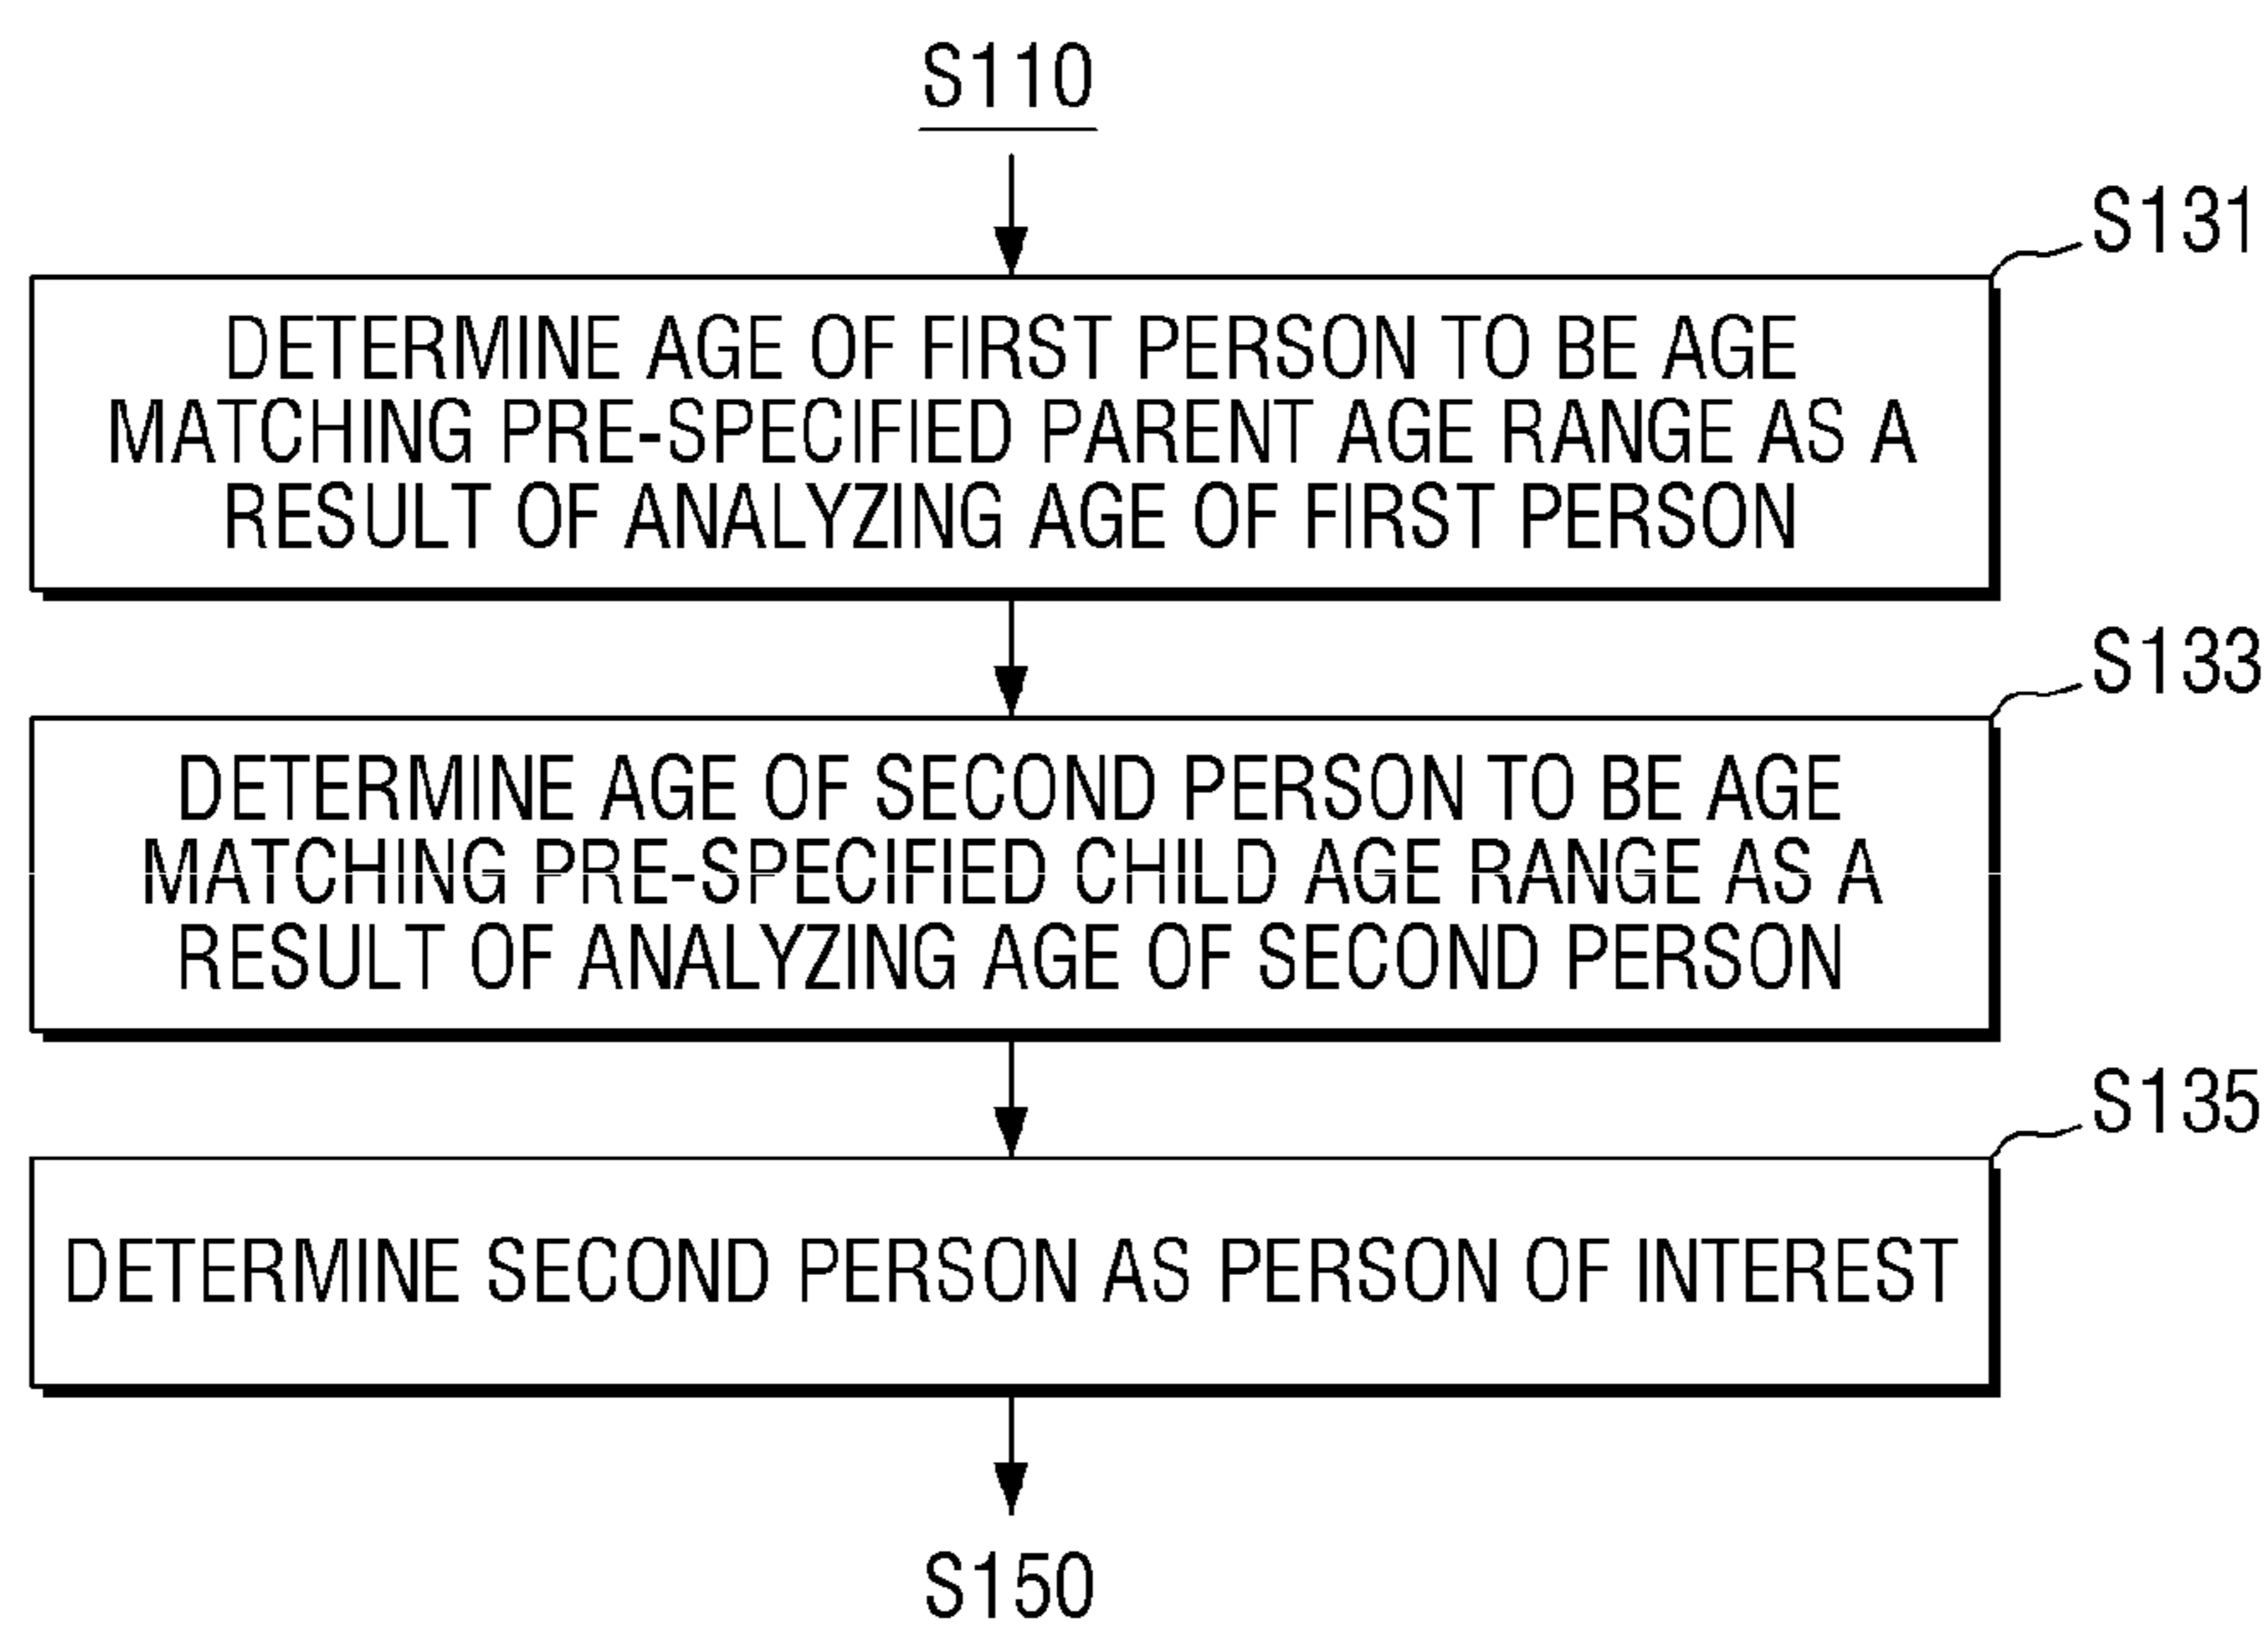 S110
S131
DETERMINE AGE OF FIRST PERSON TO BE AGE
MATCHING PRE-SPECIFIED PARENT AGE RANGE AS A
RESULT OF ANALYZING AGE OF FIRST PERSON
S133
DETERMINE AGE OF SECOND PERSON TO BE AGE
MATCHING PRE-SPECIFIED CHILD AGE RANGE AS A
RESULT OF ANALYZING AGE OF SECOND PERSON
S135
DETERMINE SECOND PERSON AS PERSON OF INTEREST
S150